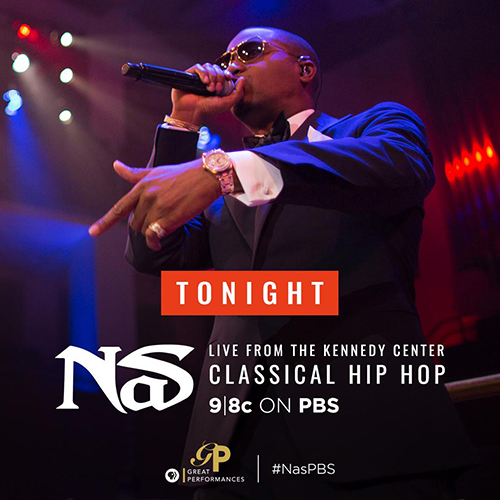 TONIGHT
NaS
LIVE FROM THE KENNEDY CENTER
CLASSICAL HIP HOP
9|8c ON PBS
GP
GREAT
PERFORMANCES
#NasPBS